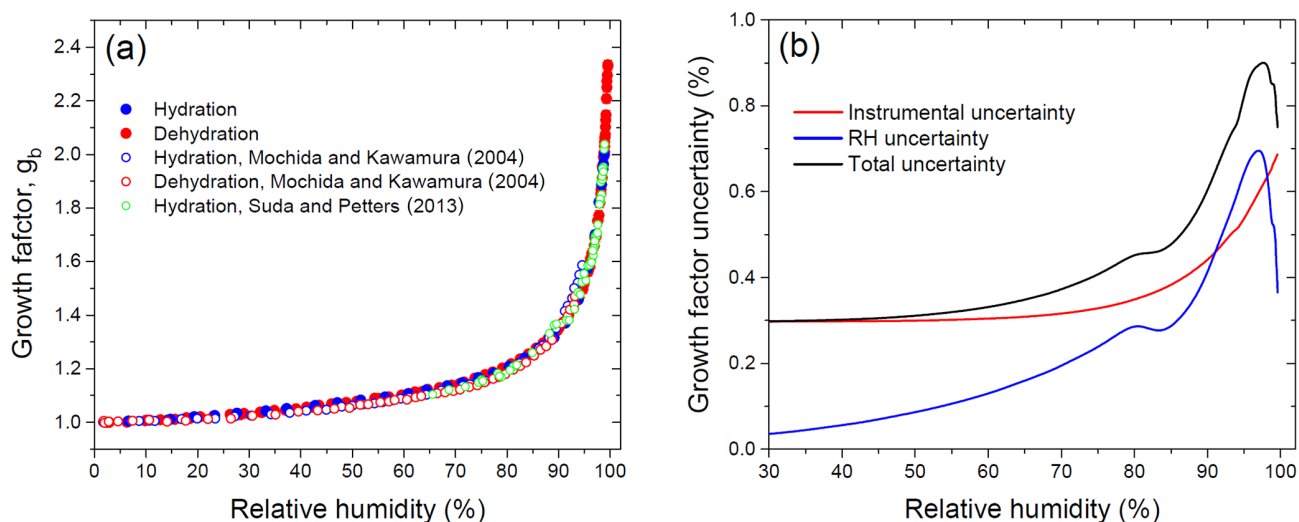 (a)
Growth fafctor, g_b
2.4
2.2
2.0
1.8
1.6
1.4
1.2
1.0
Hydration
Dehydration
Hydration, Mochida and Kawamura (2004)
Dehydration, Mochida and Kawamura (2004)
Hydration, Suda and Petters (2013)
0 10 20 30 40 50 60 70 80 90 100
Relative humidity (%)
(b)
Growth factor uncertainty (%)
1.0
0.8
0.6
0.4
0.2
0.0
Instrumental uncertainty
RH uncertainty
Total uncertainty
30 40 50 60 70 80 90 100
Relative humidity (%)